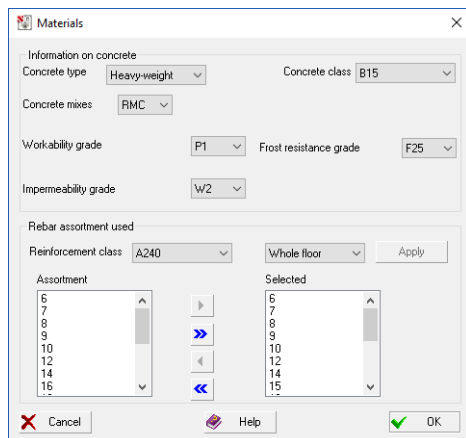 Materials
Information on concrete
Concrete type Heavy-weight Concrete class B15
Concrete mixes RMC
Workability grade P1 Frost resistance grade F25
Impermeability grade W2
Rebar assortment used
Reinforcement class A240 Whole floor Apply
Assortment Selected
6 6
7 7
8 8
9 9
10 10
12 12
14 14
16 15
Cancel Help OK